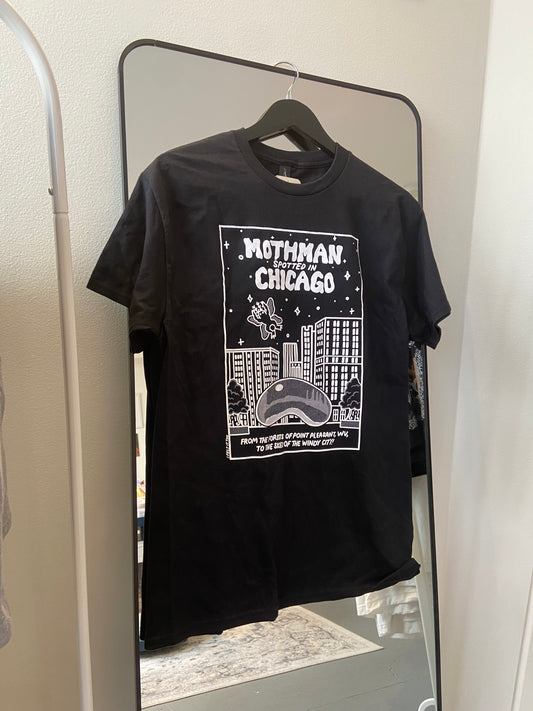 MOTHMAN
SPOTTED IN
CHICAGO
FROM THE FORESTS OF POINT PLEASANT, WV,
TO THE SKIES OF THE WINDY CITY!